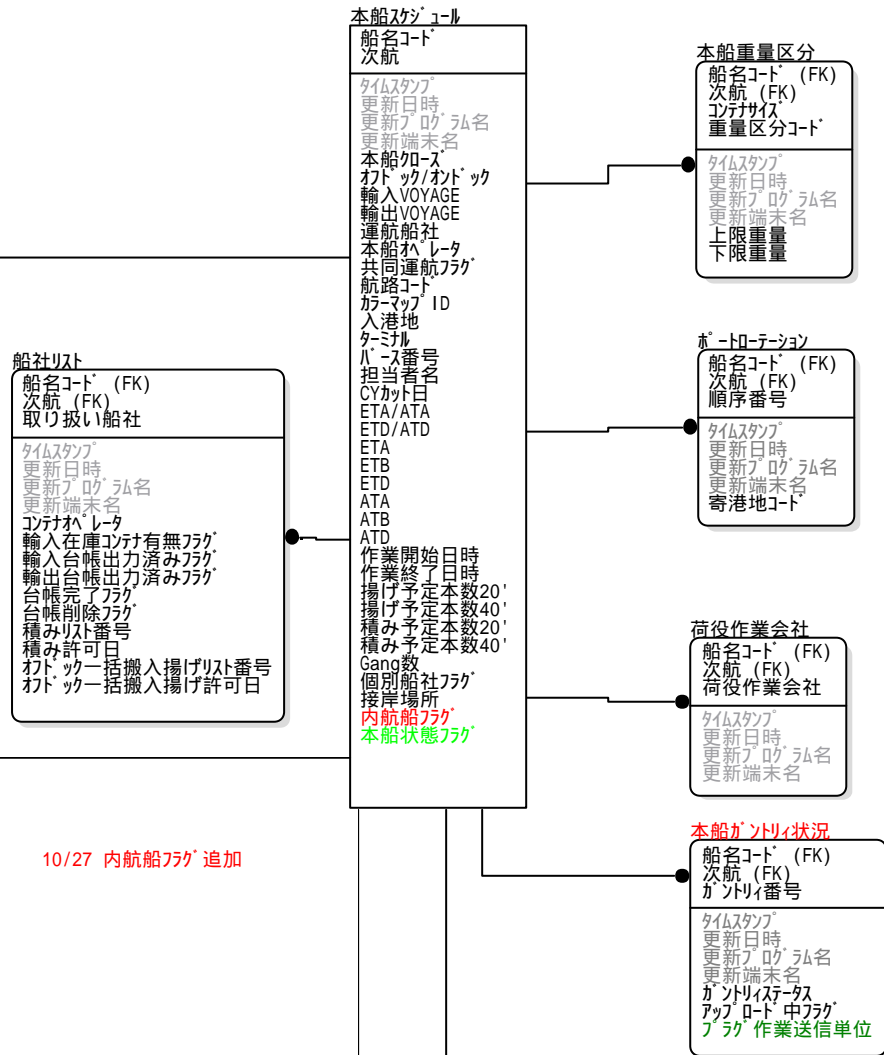 本船ｽｹｼﾞｭｰﾙ
船名ｺｰﾄﾞ
次航
ﾀｲﾑｽﾀﾝﾌﾟ
更新日時
更新ﾌﾟﾛｸﾞﾗﾑ名
更新端末名
本船ｸﾛｰｽﾞ
ｵﾌﾄﾞｯｸ/ｵﾝﾄﾞｯｸ
輸入VOYAGE
輸出VOYAGE
運航船社
本船ｵﾍﾟﾚｰﾀ
共同運航ﾌﾗｸﾞ
航路ｺｰﾄﾞ
ｶﾗｰﾏｯﾌﾟID
入港地
ﾀｰﾐﾅﾙ
ﾊﾞｰｽ番号
担当者名
CYｶｯﾄ日
ETA/ATA
ETD/ATD
ETA
ETB
ETD
ATA
ATB
ATD
作業開始日時
作業終了日時
揚げ予定本数20'
揚げ予定本数40'
積み予定本数20'
積み予定本数40'
Gang数
個別船社ﾌﾗｸﾞ
接岸場所
内航船ﾌﾗｸﾞ
本船状態ﾌﾗｸﾞ
本船重量区分
船名ｺｰﾄﾞ (FK)
次航 (FK)
ｺﾝﾃﾅｻｲｽﾞ
重量区分ｺｰﾄﾞ
ﾀｲﾑｽﾀﾝﾌﾟ
更新日時
更新ﾌﾟﾛｸﾞﾗﾑ名
更新端末名
上限重量
下限重量
ﾎﾟｰﾄﾛｰﾃｰｼｮﾝ
船名ｺｰﾄﾞ (FK)
次航 (FK)
順序番号
ﾀｲﾑｽﾀﾝﾌﾟ
更新日時
更新ﾌﾟﾛｸﾞﾗﾑ名
更新端末名
寄港地ｺｰﾄﾞ
船社ﾘｽﾄ
船名ｺｰﾄﾞ (FK)
次航 (FK)
取り扱い船社
ﾀｲﾑｽﾀﾝﾌﾟ
更新日時
更新ﾌﾟﾛｸﾞﾗﾑ名
更新端末名
ｺﾝﾃﾅｵﾍﾟﾚｰﾀ
輸入在庫ｺﾝﾃﾅ有無ﾌﾗｸﾞ
輸入台帳出力済みﾌﾗｸﾞ
輸出台帳出力済みﾌﾗｸﾞ
台帳完了ﾌﾗｸﾞ
台帳削除ﾌﾗｸﾞ
積みﾘｽﾄ番号
積み許可日
ｵﾌﾄﾞｯｸ一括搬入揚げﾘｽﾄ番号
ｵﾌﾄﾞｯｸ一括搬入揚げ許可日
荷役作業会社
船名ｺｰﾄﾞ (FK)
次航 (FK)
荷役作業会社
ﾀｲﾑｽﾀﾝﾌﾟ
更新日時
更新ﾌﾟﾛｸﾞﾗﾑ名
更新端末名
10/27 内航船ﾌﾗｸﾞ追加
本船ｶﾞﾝﾄﾘｨ状況
船名ｺｰﾄﾞ (FK)
次航 (FK)
ｶﾞﾝﾄﾘｨ番号
ﾀｲﾑｽﾀﾝﾌﾟ
更新日時
更新ﾌﾟﾛｸﾞﾗﾑ名
更新端末名
ｶﾞﾝﾄﾘｨｽﾃｰﾀｽ
ｱｯﾌﾟﾛｰﾄﾞ中ﾌﾗｸﾞ
ﾌﾟﾗｸﾞ作業送信単位